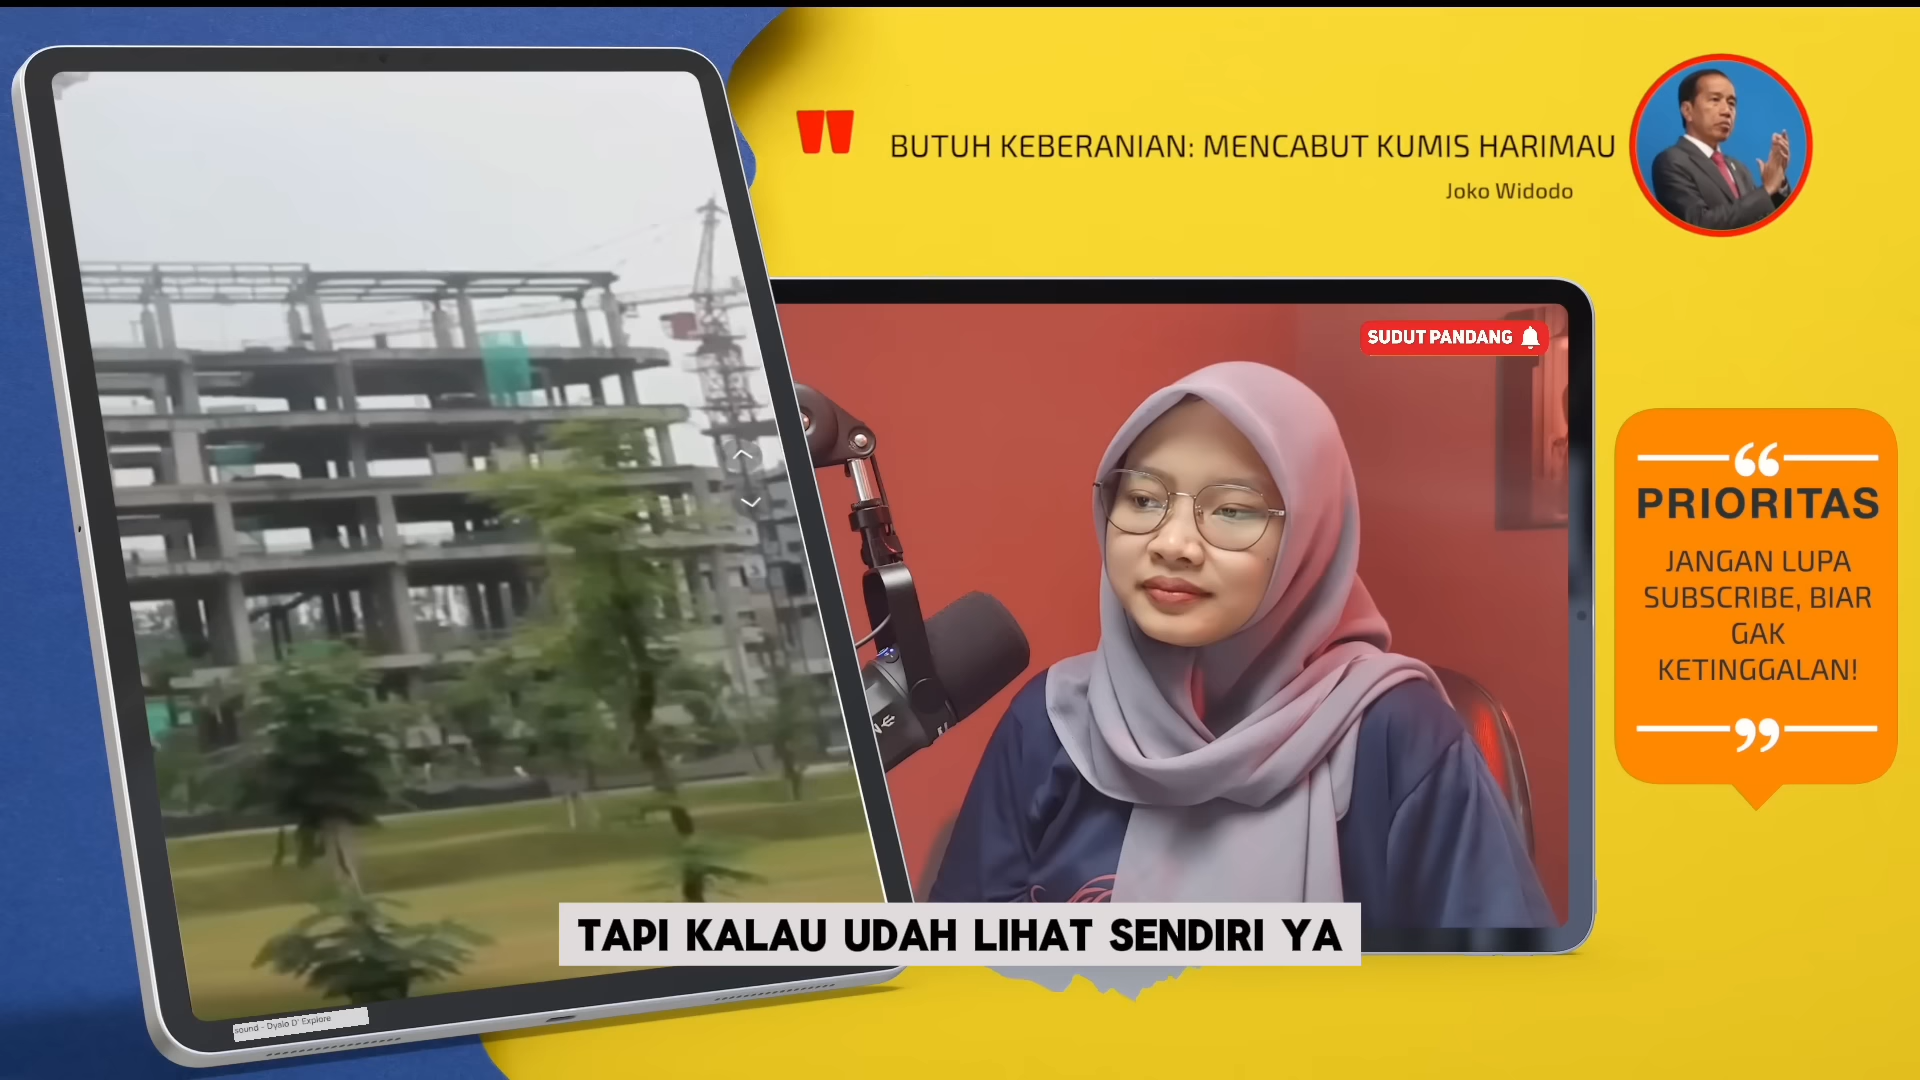 BUTUH KEBERANIAN: MENCABUT KUMIS HARIMAU
Joko Widodo
SUDUT PANDANG
PRIORITAS
JANGAN LUPA
SUBSCRIBE, BIAR
GAK
KETINGGALAN!
TAPI KALAU UDAH LIHAT SENDIRI YA
sound - Dyalo D' Explore